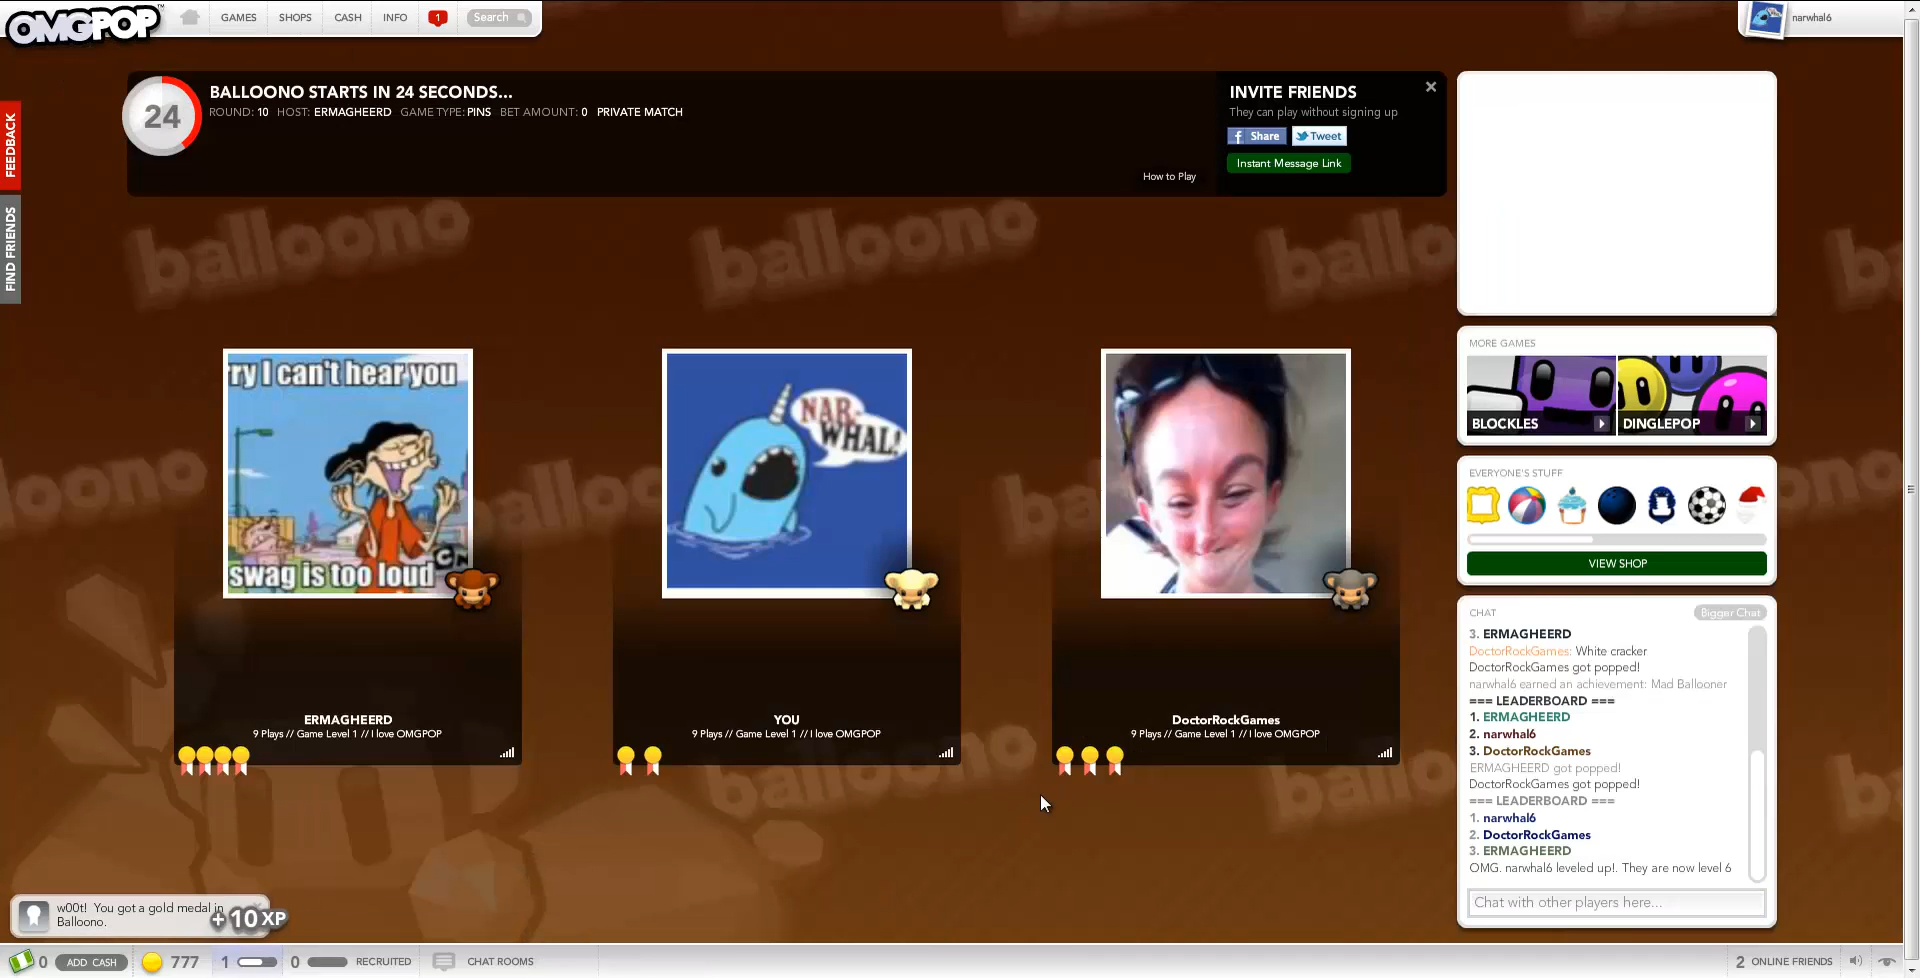 OMGPOP™
GAMES SHOPS CASH INFO 1 Search
narwhal6
FEEDBACK
FIND FRIENDS
24
BALLOONO STARTS IN 24 SECONDS...
ROUND: 10 HOST: ERMAGHEERD GAME TYPE: PINS BET AMOUNT: 0 PRIVATE MATCH
How to Play
INVITE FRIENDS
They can play without signing up
f Share Tweet
Instant Message Link
balloono balloono balloono
rry I can't hear you
swag is too loud
CN
NAR-
WHAL!
ERMAGHEERD
9 Plays // Game Level 1 // I love OMGPOP
YOU
9 Plays // Game Level 1 // I love OMGPOP
DoctorRockGames
9 Plays // Game Level 1 // I love OMGPOP
balloono
MORE GAMES
BLOCKLES DINGLEPOP
EVERYONE'S STUFF
VIEW SHOP
CHAT Bigger Chat
3. ERMAGHEERD
DoctorRockGames: White cracker
DoctorRockGames got popped!
narwhal6 earned an achievement: Mad Ballooner
=== LEADERBOARD ===
1. ERMAGHEERD
2. narwhal6
3. DoctorRockGames
ERMAGHEERD got popped!
DoctorRockGames got popped!
=== LEADERBOARD ===
1. narwhal6
2. DoctorRockGames
3. ERMAGHEERD
OMG. narwhal6 leveled up!. They are now level 6
Chat with other players here...
w00t! You got a gold medal in
Balloono.
+10 XP
0 ADD CASH 777 1 0 RECRUITED CHAT ROOMS 2 ONLINE FRIENDS